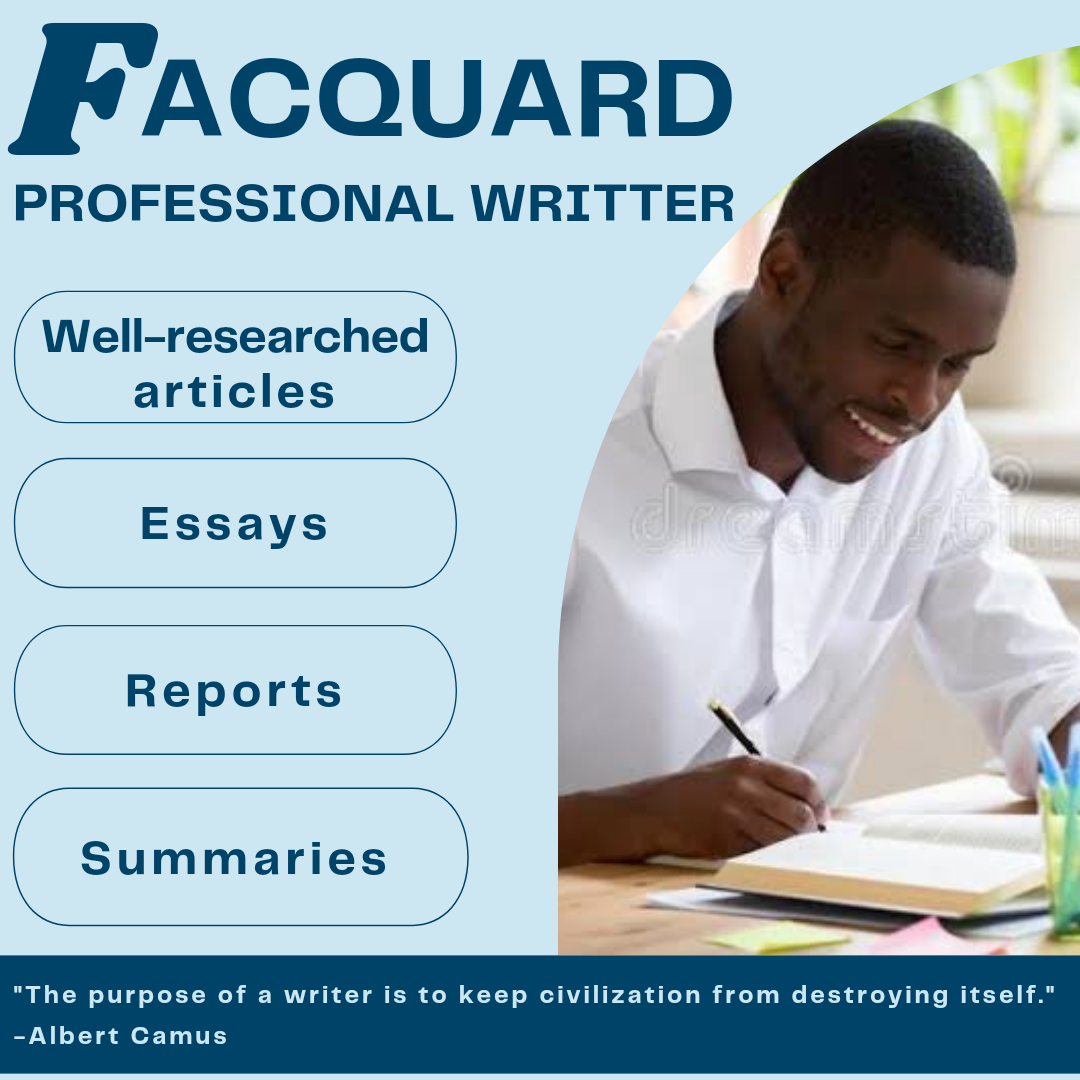 FACQUARD
PROFESSIONAL WRITTER
Well-researched
articles
Essays
Reports
Summaries
dreamstim
"The purpose of a writer is to keep civilization from destroying itself."
-Albert Camus